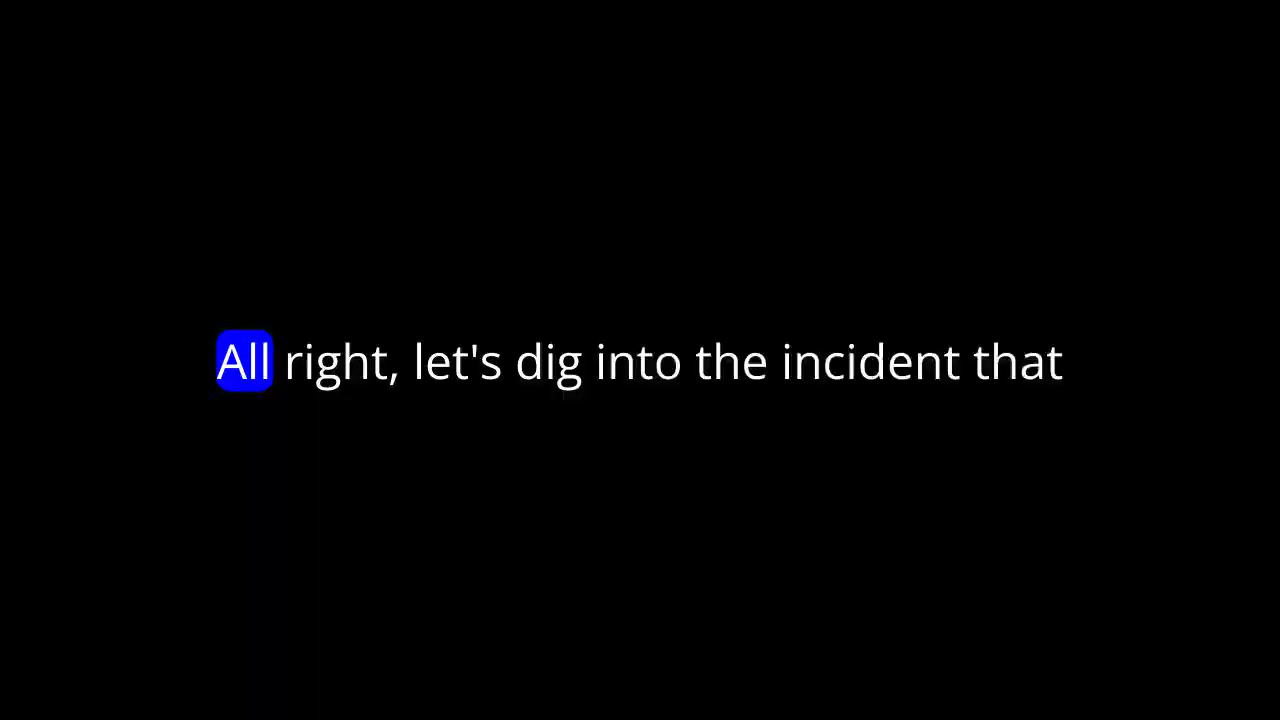 All right, let's dig into the incident that